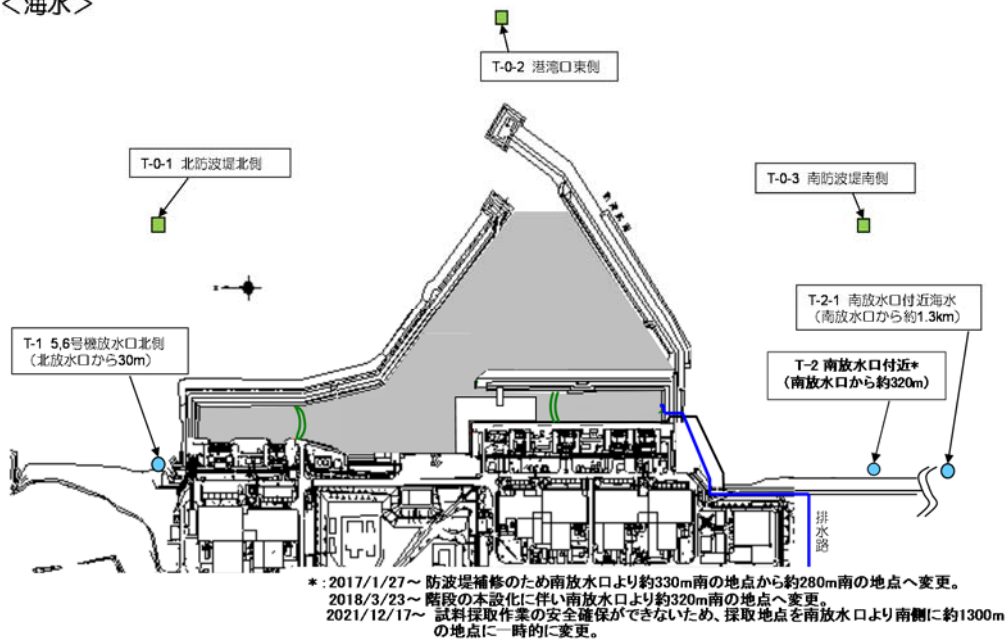 ＜海水＞
T-0-2 港湾口東側
T-0-1 北防波堤北側
T-0-3 南防波堤南側
T-2-1 南放水口付近海水
（南放水口から約1.3km）
T-1 5,6号機放水口北側
（北放水口から30m）
T-2 南放水口付近*
（南放水口から約320m）
排水路
*：2017/1/27～ 防波堤補修のため南放水口より約330m南の地点から約280m南の地点へ変更。
2018/3/23～ 階段の本設化に伴い南放水口より約320m南の地点へ変更。
2021/12/17～ 試料採取作業の安全確保ができないため、採取地点を南放水口より南側に約1300m
の地点に一時的に変更。